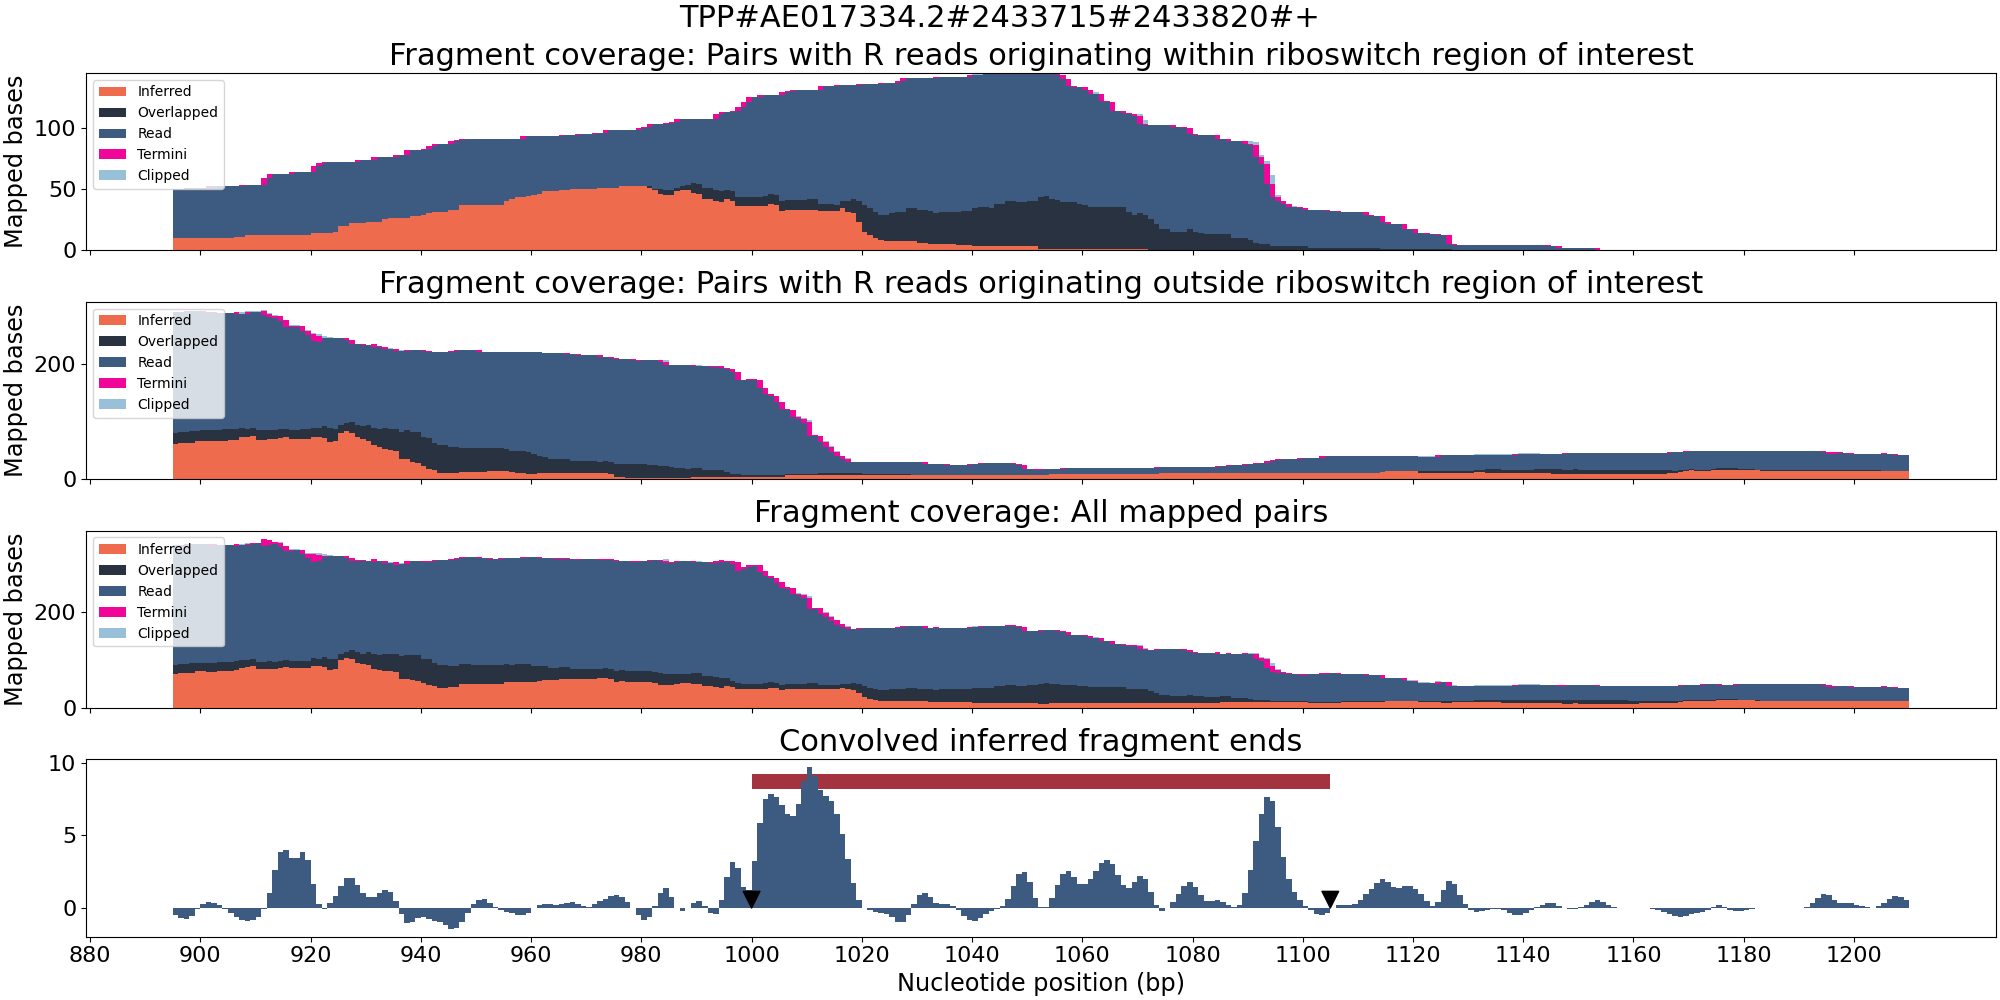 TPP#AE017334.2#2433715#2433820#+
Fragment coverage: Pairs with R reads originating within riboswitch region of interest
Mapped bases
100
50
0
Inferred
Overlapped
Read
Termini
Clipped
Fragment coverage: Pairs with R reads originating outside riboswitch region of interest
Mapped bases
200
0
Inferred
Overlapped
Read
Termini
Clipped
Fragment coverage: All mapped pairs
Mapped bases
200
0
Inferred
Overlapped
Read
Termini
Clipped
Convolved inferred fragment ends
10
5
0
880 900 920 940 960 980 1000 1020 1040 1060 1080 1100 1120 1140 1160 1180 1200
Nucleotide position (bp)